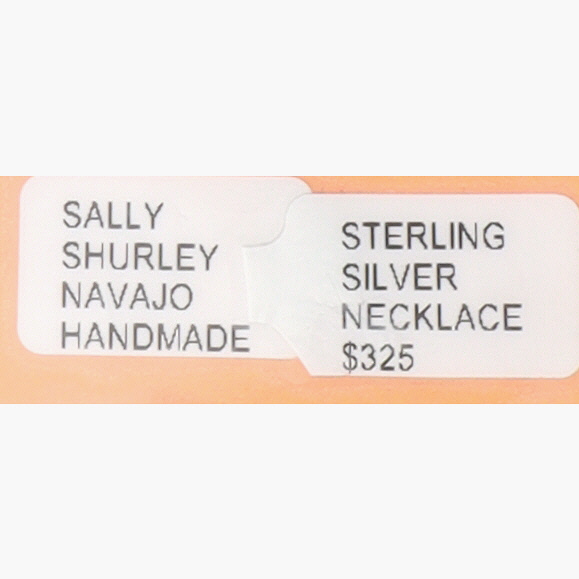 SALLY
SHURLEY
NAVAJO
HANDMADE
STERLING
SILVER
NECKLACE
$325